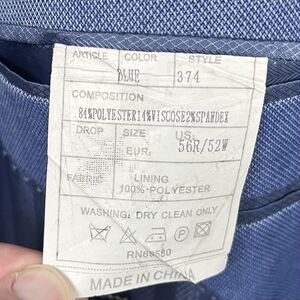 ARTICLE COLOR STYLE
BLUE 374
COMPOSITION
84%POLYESTER14%VISCOSE2%SPANDEX
DROP SIZE US:
EUR: 56R/52W
FABRIC LINING
100%-POLYESTER
WASHING: DRY CLEAN ONLY
MADE IN CHINA